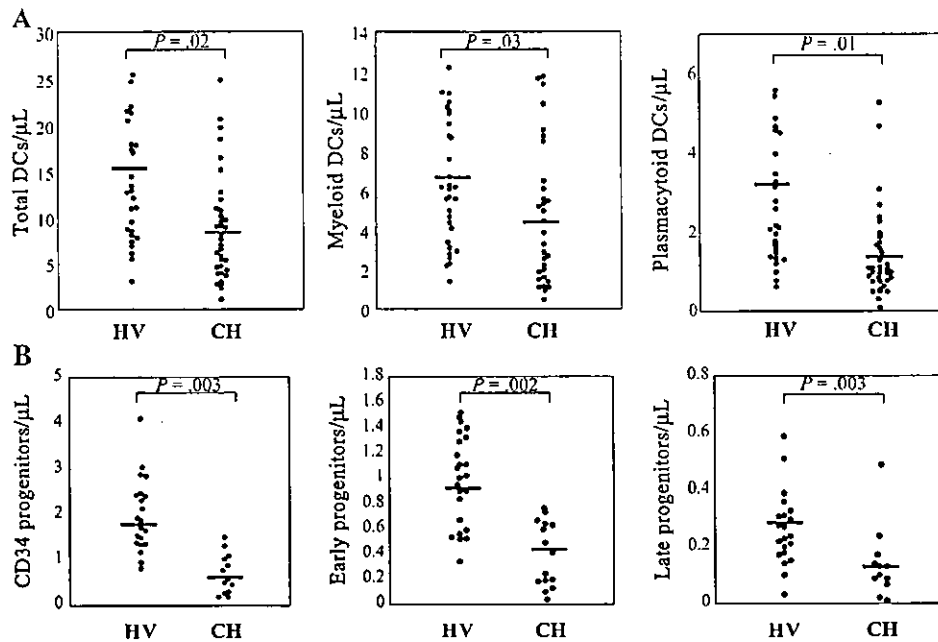 A
Total DCs/μL
30
25
20
15
10
5
0
P = .02
HV CH
Myeloid DCs/μL
14
12
10
8
6
4
2
0
P = .03
HV CH
Plasmacytoid DCs/μL
6
4
2
0
P = .01
HV CH
B
CD34 progenitors/μL
5
4
3
2
1
0
P = .003
HV CH
Early progenitors/μL
1.8
1.6
1.4
1.2
1
0.8
0.6
0.4
0.2
0
P = .002
HV CH
Late progenitors/μL
0.8
0.6
0.4
0.2
0
P = .003
HV CH